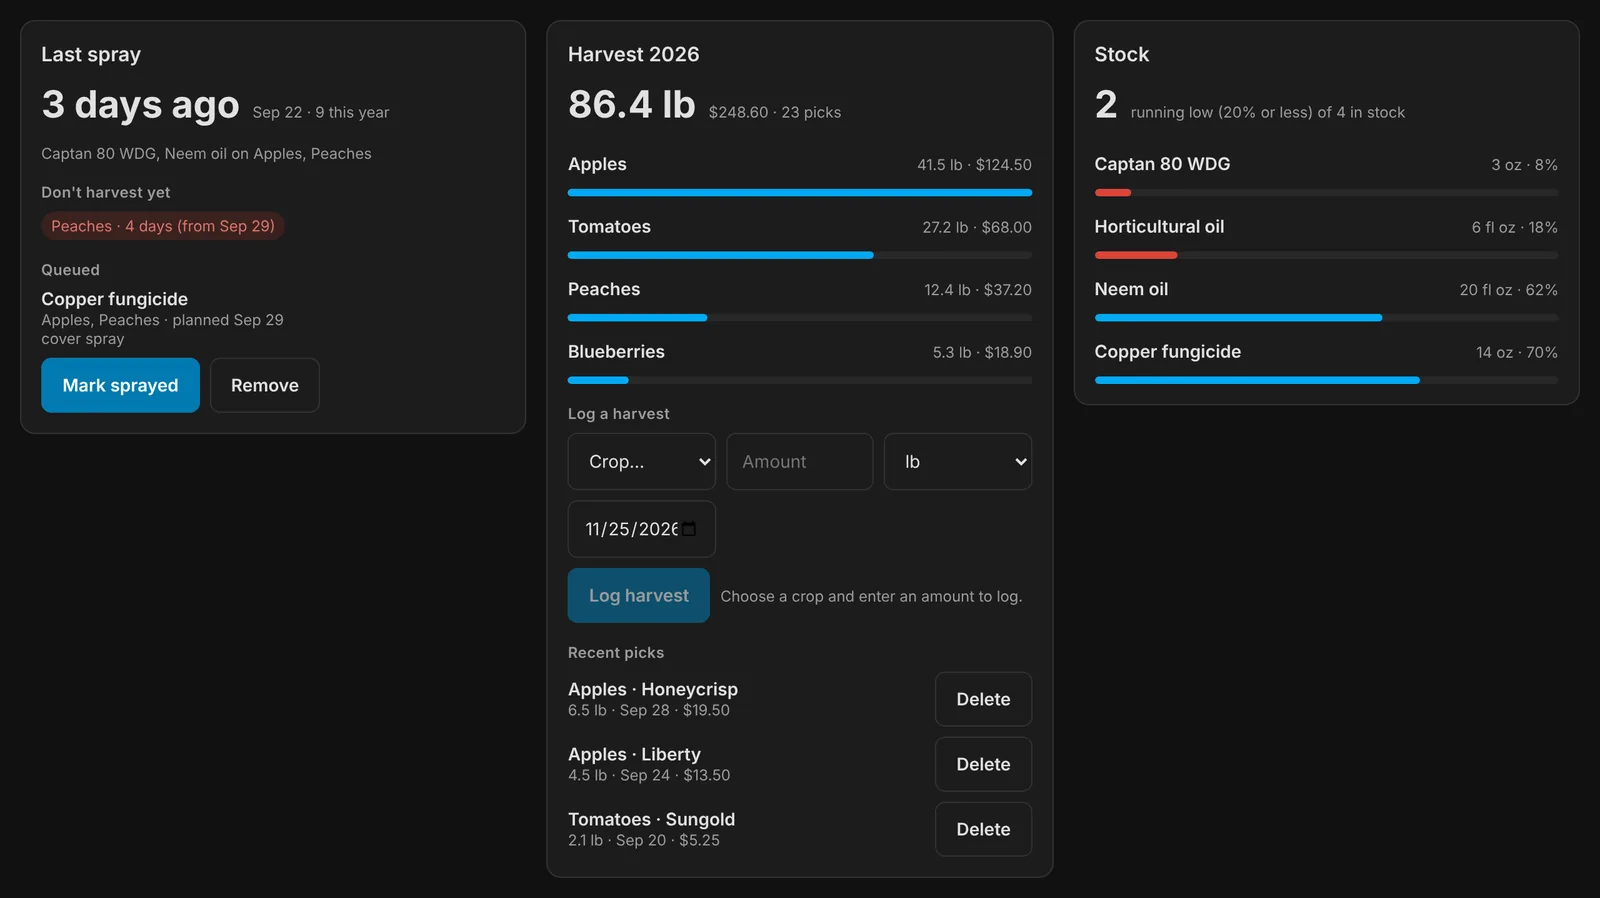 Last spray
3 days ago Sep 22 · 9 this year
Captan 80 WDG, Neem oil on Apples, Peaches
Don't harvest yet
Peaches · 4 days (from Sep 29)
Queued
Copper fungicide
Apples, Peaches · planned Sep 29
cover spray
Mark sprayed Remove
Harvest 2026
86.4 lb $248.60 · 23 picks
Apples 41.5 lb · $124.50
Tomatoes 27.2 lb · $68.00
Peaches 12.4 lb · $37.20
Blueberries 5.3 lb · $18.90
Log a harvest
Crop... Amount lb
11/25/2026
Log harvest Choose a crop and enter an amount to log.
Recent picks
Apples · Honeycrisp
6.5 lb · Sep 28 · $19.50
Delete
Apples · Liberty
4.5 lb · Sep 24 · $13.50
Delete
Tomatoes · Sungold
2.1 lb · Sep 20 · $5.25
Delete
Stock
2 running low (20% or less) of 4 in stock
Captan 80 WDG 3 oz · 8%
Horticultural oil 6 fl oz · 18%
Neem oil 20 fl oz · 62%
Copper fungicide 14 oz · 70%